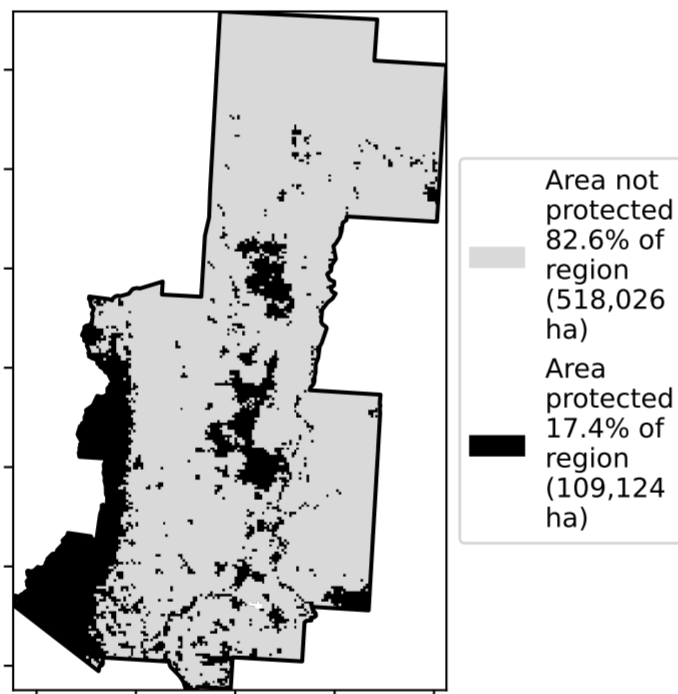 Area not
protected
82.6% of
region
(518,026
ha)
Area
protected
17.4% of
region
(109,124
ha)